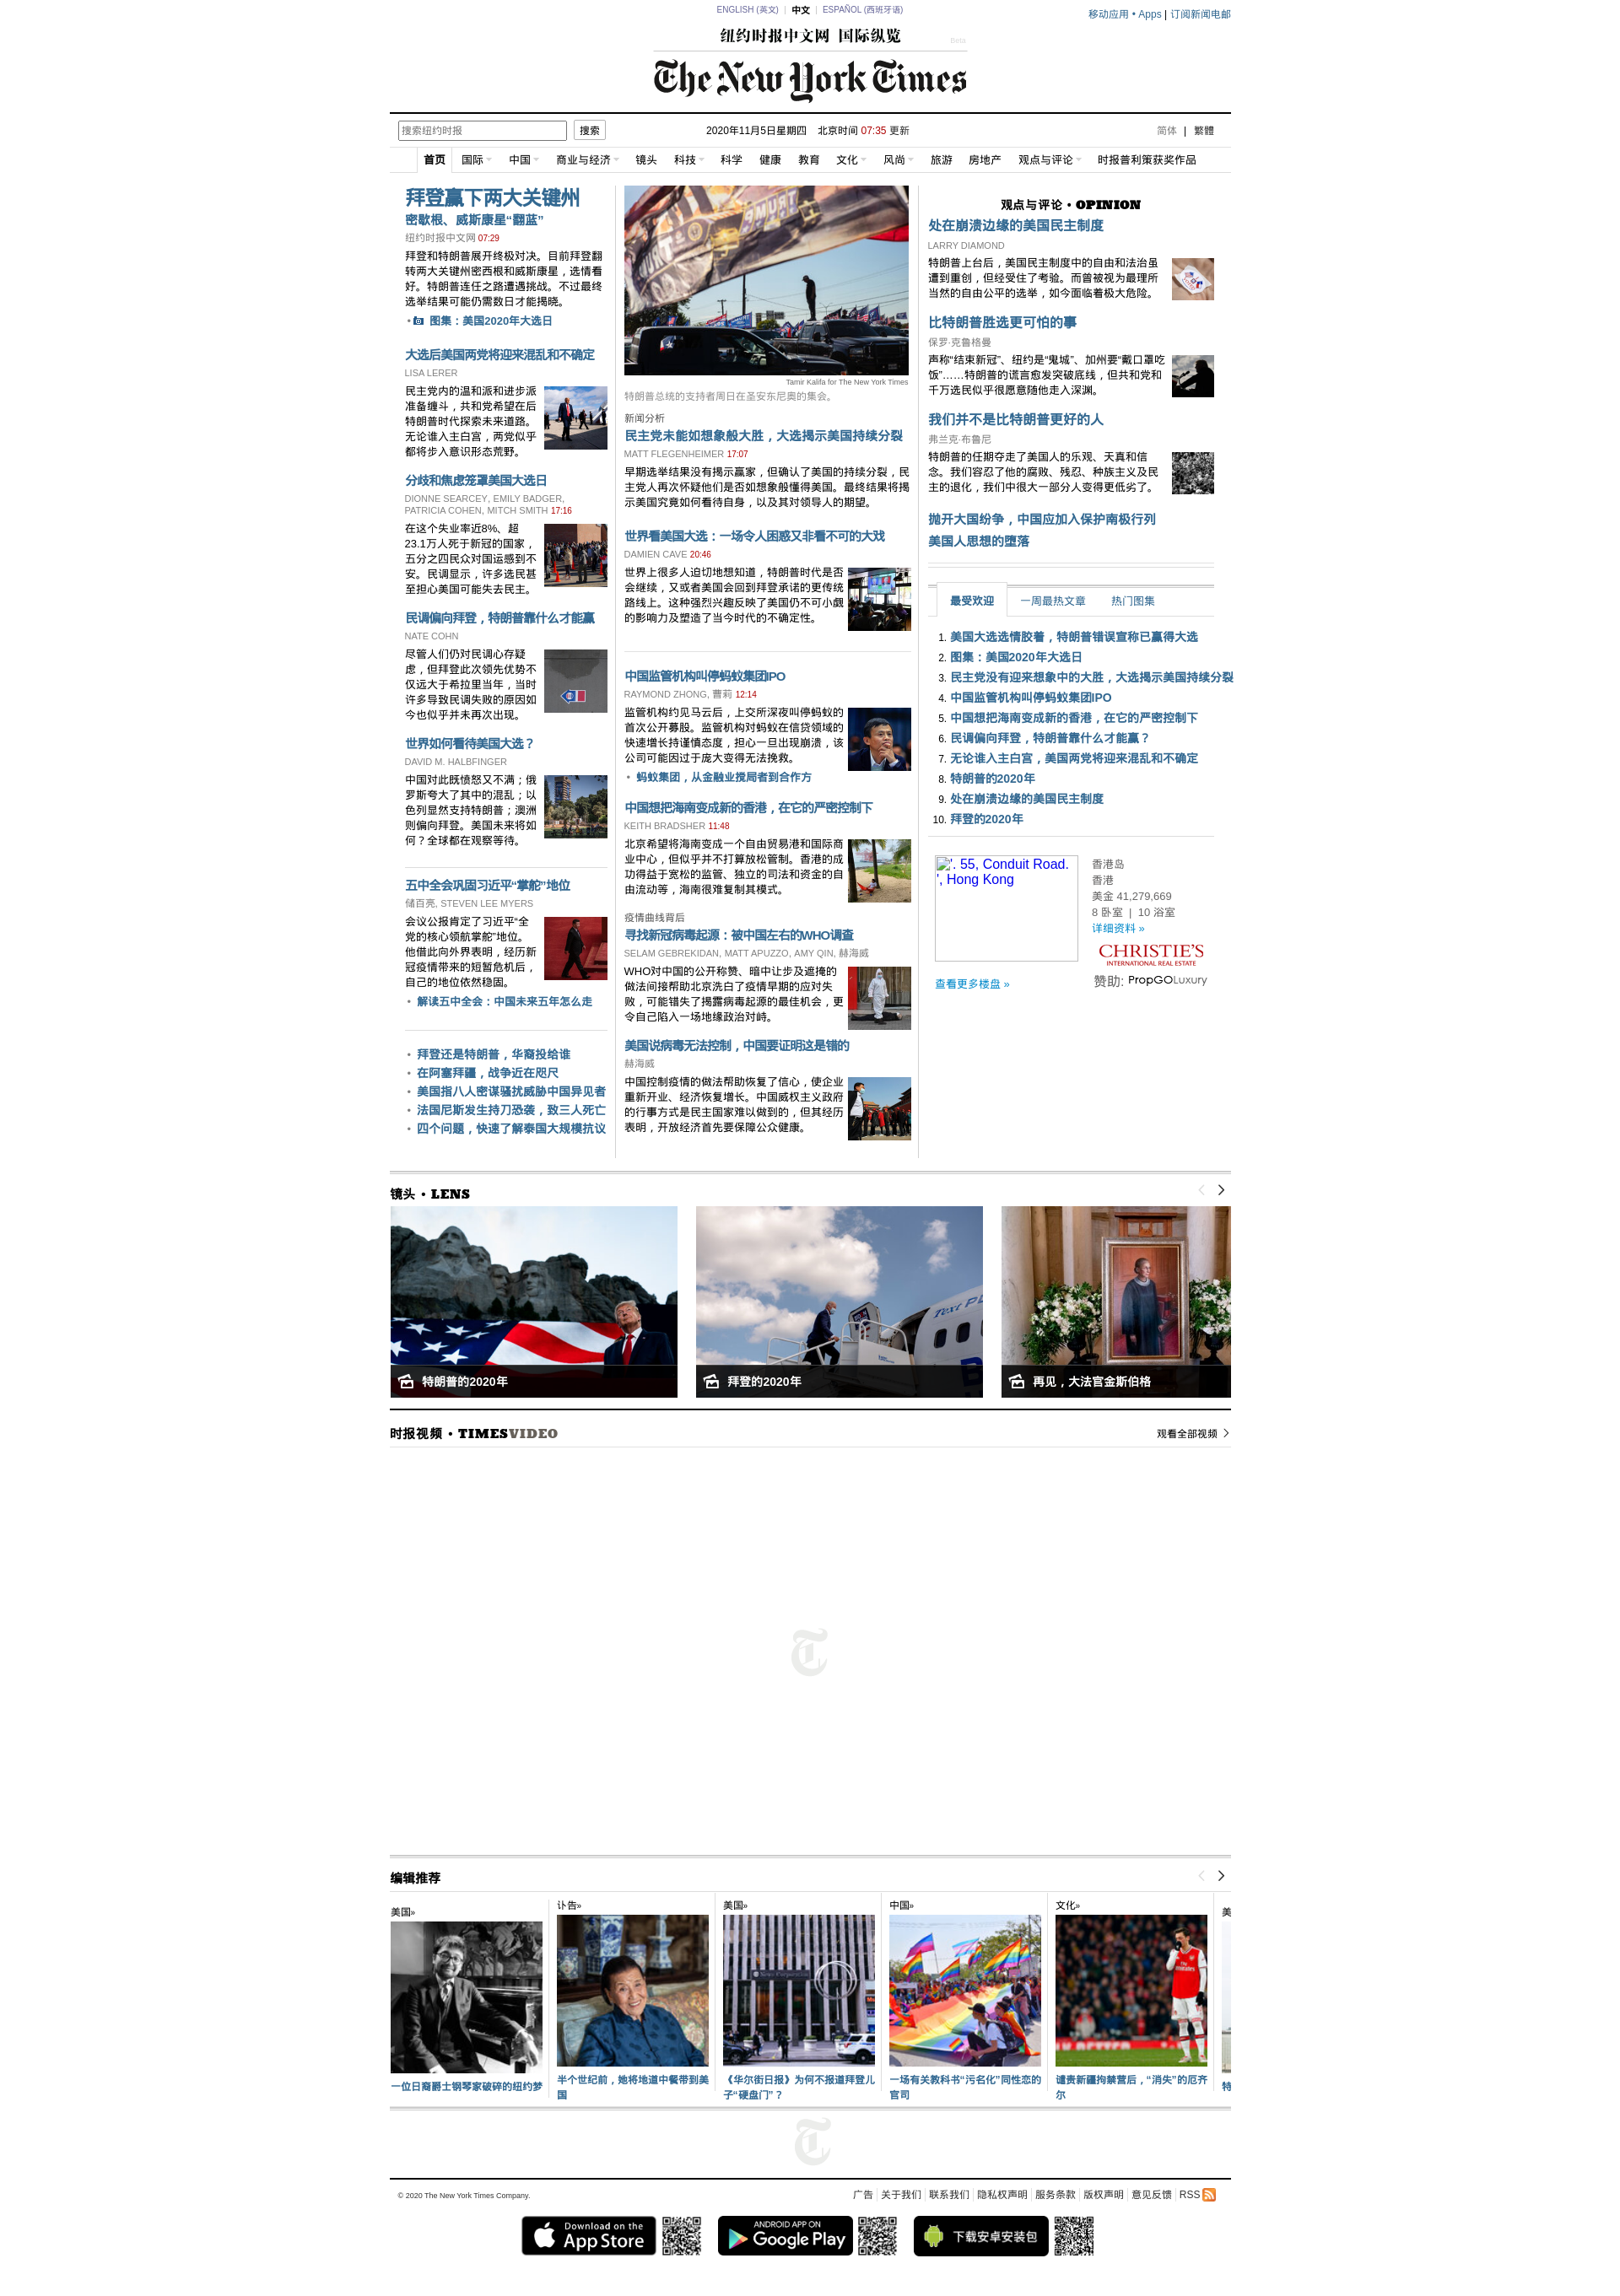 ENGLISH (英文) | 中文 | ESPAÑOL (西班牙语)
移动应用 • Apps | 订阅新闻电邮
纽约时报中文网 国际纵览
Beta
The New York Times
搜索纽约时报 搜索
2020年11月5日星期四 北京时间 07:35 更新
简体 | 繁體
首页 国际 中国 商业与经济 镜头 科技 科学 健康 教育 文化 风尚 旅游 房地产 观点与评论 时报普利策获奖作品
拜登赢下两大关键州
密歇根、威斯康星“翻蓝”
纽约时报中文网 07:29
拜登和特朗普展开终极对决。目前拜登翻
转两大关键州密西根和威斯康星，选情看
好。特朗普连任之路遭遇挑战。不过最终
选举结果可能仍需数日才能揭晓。
• 图集：美国2020年大选日
大选后美国两党将迎来混乱和不确定
LISA LERER
民主党内的温和派和进步派
准备缠斗，共和党希望在后
特朗普时代探索未来道路。
无论谁入主白宫，两党似乎
都将步入意识形态荒野。
分歧和焦虑笼罩美国大选日
DIONNE SEARCEY, EMILY BADGER,
PATRICIA COHEN, MITCH SMITH 17:16
在这个失业率近8%、超
23.1万人死于新冠的国家，
五分之四民众对国运感到不
安。民调显示，许多选民甚
至担心美国可能失去民主。
民调偏向拜登，特朗普靠什么才能赢
NATE COHN
尽管人们仍对民调心存疑
虑，但拜登此次领先优势不
仅远大于希拉里当年，当时
许多导致民调失败的原因如
今也似乎并未再次出现。
世界如何看待美国大选？
DAVID M. HALBFINGER
中国对此既愤怒又不满；俄
罗斯夸大了其中的混乱；以
色列显然支持特朗普；澳洲
则偏向拜登。美国未来将如
何？全球都在观察等待。
五中全会巩固习近平“掌舵”地位
储百亮, STEVEN LEE MYERS
会议公报肯定了习近平“全
党的核心领航掌舵”地位。
他借此向外界表明，经历新
冠疫情带来的短暂危机后，
自己的地位依然稳固。
• 解读五中全会：中国未来五年怎么走
• 拜登还是特朗普，华裔投给谁
• 在阿塞拜疆，战争近在咫尺
• 美国指八人密谋骚扰威胁中国异见者
• 法国尼斯发生持刀恐袭，致三人死亡
• 四个问题，快速了解泰国大规模抗议
Tamir Kalifa for The New York Times
特朗普总统的支持者周日在圣安东尼奥的集会。
新闻分析
民主党未能如想象般大胜，大选揭示美国持续分裂
MATT FLEGENHEIMER 17:07
早期选举结果没有揭示赢家，但确认了美国的持续分裂，民
主党人再次怀疑他们是否如想象般懂得美国。最终结果将揭
示美国究竟如何看待自身，以及其对领导人的期望。
世界看美国大选：一场令人困惑又非看不可的大戏
DAMIEN CAVE 20:46
世界上很多人迫切地想知道，特朗普时代是否
会继续，又或者美国会回到拜登承诺的更传统
路线上。这种强烈兴趣反映了美国仍不可小觑
的影响力及塑造了当今时代的不确定性。
中国监管机构叫停蚂蚁集团IPO
RAYMOND ZHONG, 曹莉 12:14
监管机构约见马云后，上交所深夜叫停蚂蚁的
首次公开募股。监管机构对蚂蚁在信贷领域的
快速增长持谨慎态度，担心一旦出现崩溃，该
公司可能因过于庞大变得无法挽救。
• 蚂蚁集团，从金融业搅局者到合作方
中国想把海南变成新的香港，在它的严密控制下
KEITH BRADSHER 11:48
北京希望将海南变成一个自由贸易港和国际商
业中心，但似乎并不打算放松管制。香港的成
功得益于宽松的监管、独立的司法和资金的自
由流动等，海南很难复制其模式。
疫情曲线背后
寻找新冠病毒起源：被中国左右的WHO调查
SELAM GEBREKIDAN, MATT APUZZO, AMY QIN, 赫海威
WHO对中国的公开称赞、暗中让步及遮掩的
做法间接帮助北京洗白了疫情早期的应对失
败，可能错失了揭露病毒起源的最佳机会，更
令自己陷入一场地缘政治对峙。
美国说病毒无法控制，中国要证明这是错的
赫海威
中国控制疫情的做法帮助恢复了信心，使企业
重新开业、经济恢复增长。中国威权主义政府
的行事方式是民主国家难以做到的，但其经历
表明，开放经济首先要保障公众健康。
观点与评论 • OPINION
处在崩溃边缘的美国民主制度
LARRY DIAMOND
特朗普上台后，美国民主制度中的自由和法治虽
遭到重创，但经受住了考验。而曾被视为最理所
当然的自由公平的选举，如今面临着极大危险。
比特朗普胜选更可怕的事
保罗·克鲁格曼
声称“结束新冠”、纽约是“鬼城”、加州要“戴口罩吃
饭”……特朗普的谎言愈发突破底线，但共和党和
千万选民似乎很愿意随他走入深渊。
我们并不是比特朗普更好的人
弗兰克·布鲁尼
特朗普的任期夺走了美国人的乐观、天真和信
念。我们容忍了他的腐败、残忍、种族主义及民
主的退化，我们中很大一部分人变得更低劣了。
抛开大国纷争，中国应加入保护南极行列
美国人思想的堕落
最受欢迎 一周最热文章 热门图集
1. 美国大选选情胶着，特朗普错误宣称已赢得大选
2. 图集：美国2020年大选日
3. 民主党没有迎来想象中的大胜，大选揭示美国持续分裂
4. 中国监管机构叫停蚂蚁集团IPO
5. 中国想把海南变成新的香港，在它的严密控制下
6. 民调偏向拜登，特朗普靠什么才能赢？
7. 无论谁入主白宫，美国两党将迎来混乱和不确定
8. 特朗普的2020年
9. 处在崩溃边缘的美国民主制度
10. 拜登的2020年
'. 55, Conduit Road.
', Hong Kong
香港岛
香港
美金 41,279,669
8 卧室 | 10 浴室
详细资料 »
CHRISTIE'S
INTERNATIONAL REAL ESTATE
查看更多楼盘 »
赞助: PropGOLuxury
镜头 • LENS
特朗普的2020年
拜登的2020年
再见，大法官金斯伯格
时报视频 • TIMESVIDEO
观看全部视频
编辑推荐
美国»
一位日裔爵士钢琴家破碎的纽约梦
讣告»
半个世纪前，她将地道中餐带到美
国
美国»
《华尔街日报》为何不报道拜登儿
子“硬盘门”？
中国»
一场有关教科书“污名化”同性恋的
官司
文化»
谴责新疆拘禁营后，“消失”的厄齐
尔
美
特
© 2020 The New York Times Company.
广告 关于我们 联系我们 隐私权声明 服务条款 版权声明 意见反馈 RSS
Download on the
App Store
ANDROID APP ON
Google Play
下载安卓安装包